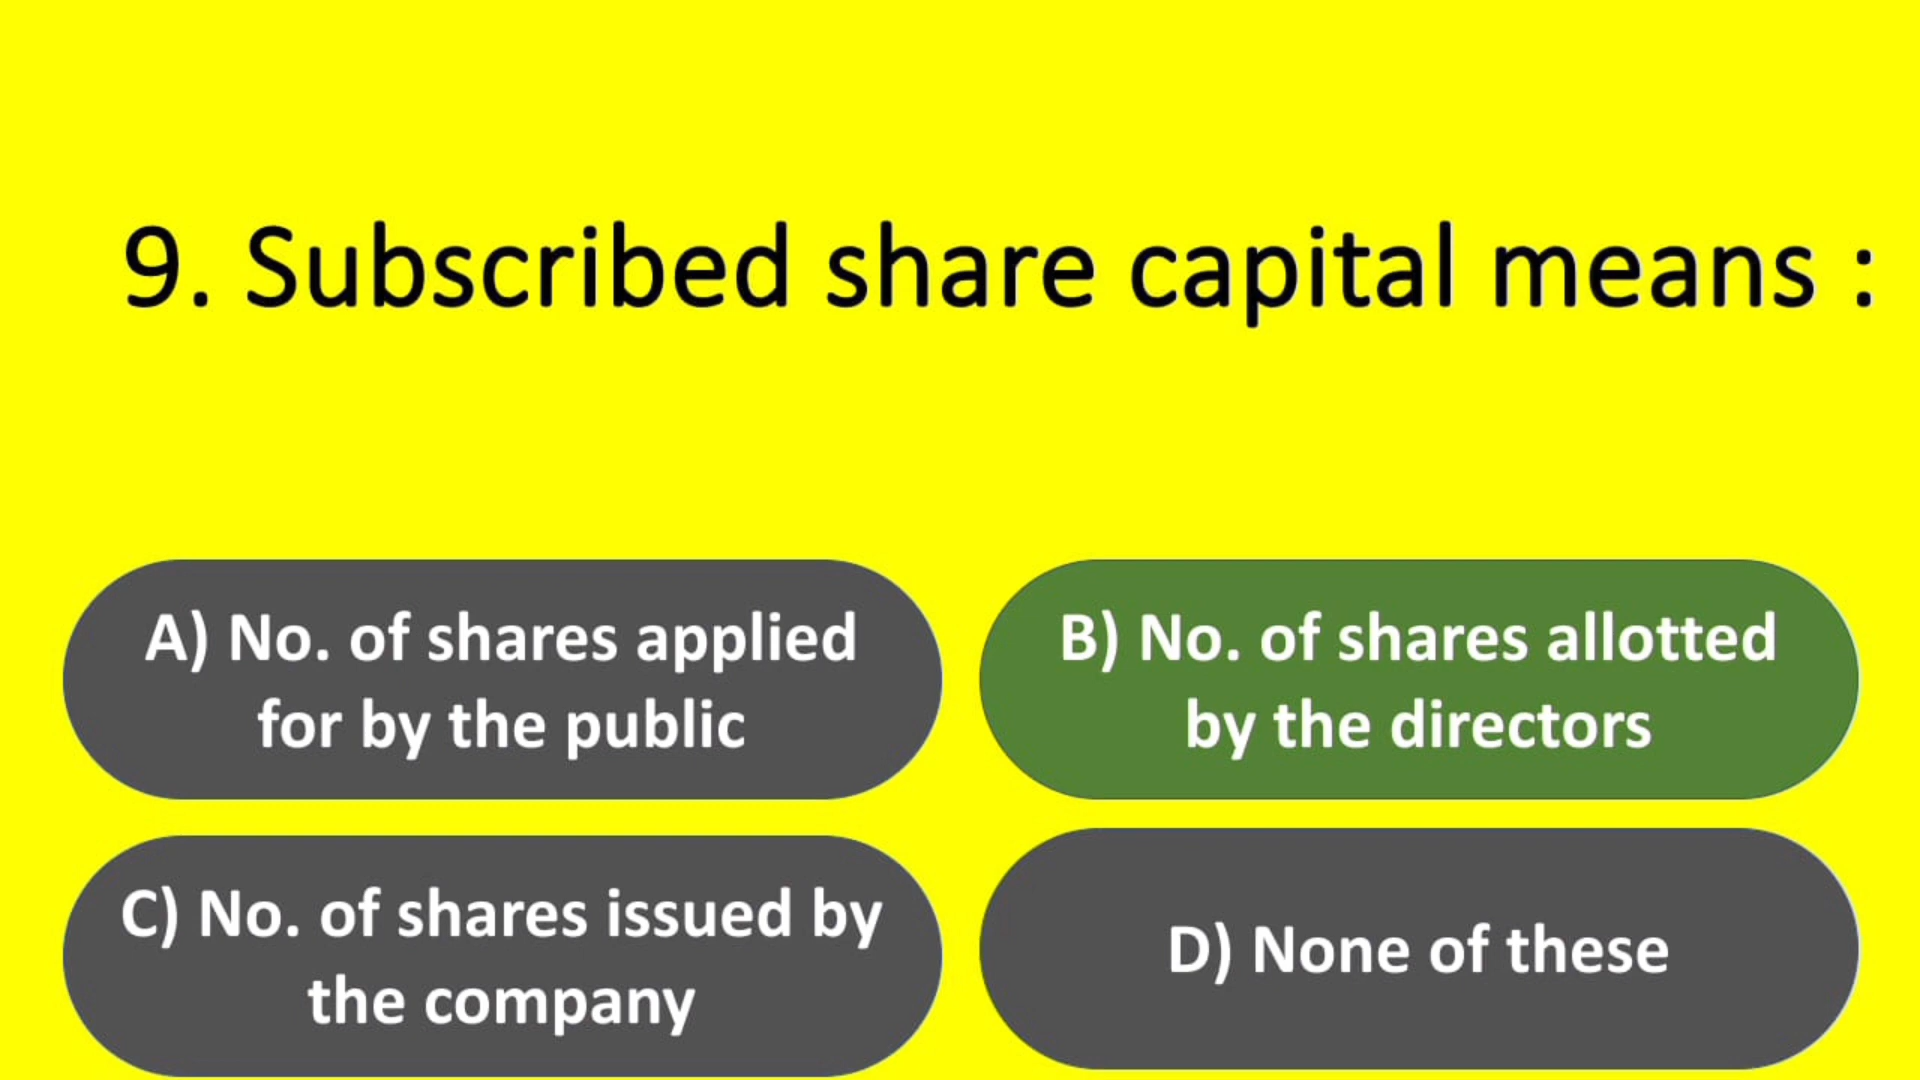 9. Subscribed share capital means :
A) No. of shares applied
for by the public
B) No. of shares allotted
by the directors
C) No. of shares issued by
the company
D) None of these